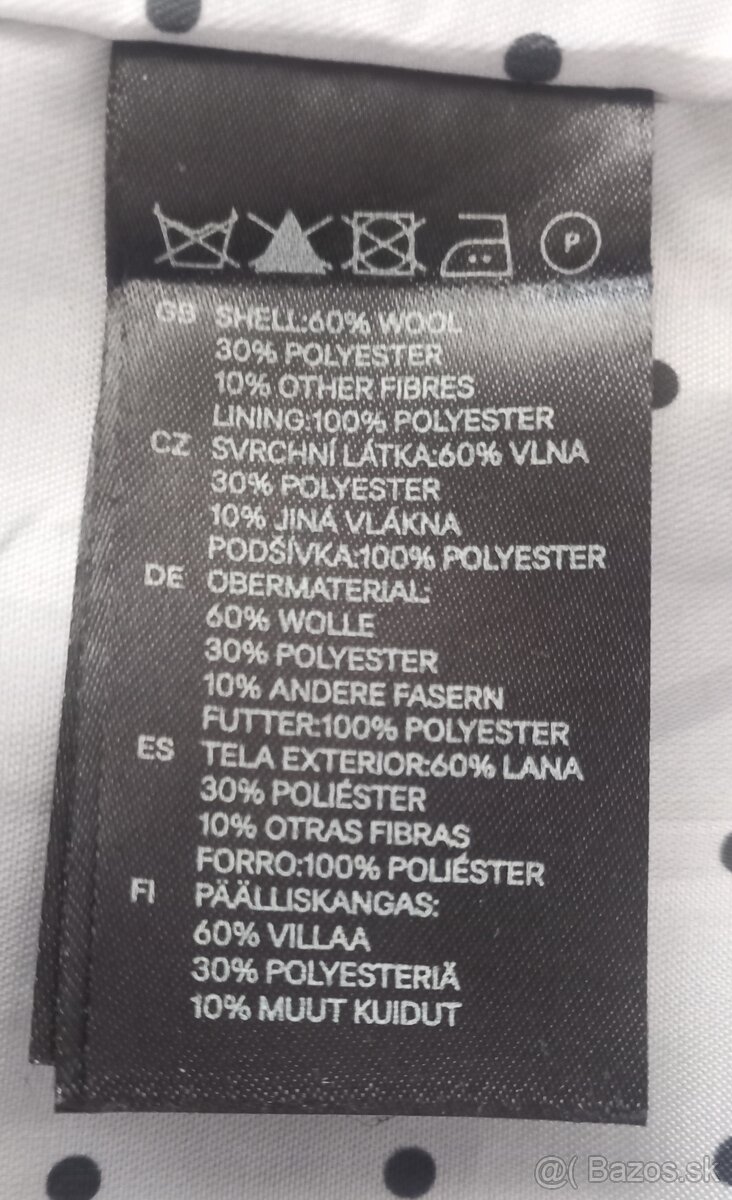 P
GB SHELL:60% WOOL
30% POLYESTER
10% OTHER FIBRES
LINING:100% POLYESTER
CZ SVRCHNÍ LÁTKA:60% VLNA
30% POLYESTER
10% JINÁ VLÁKNA
PODŠÍVKA:100% POLYESTER
DE OBERMATERIAL:
60% WOLLE
30% POLYESTER
10% ANDERE FASERN
FUTTER:100% POLYESTER
ES TELA EXTERIOR:60% LANA
30% POLIÉSTER
10% OTRAS FIBRAS
FORRO:100% POLIÉSTER
FI PÄÄLLISKANGAS:
60% VILLAA
30% POLYESTERIÄ
10% MUUT KUIDUT
@( Bazos.sk